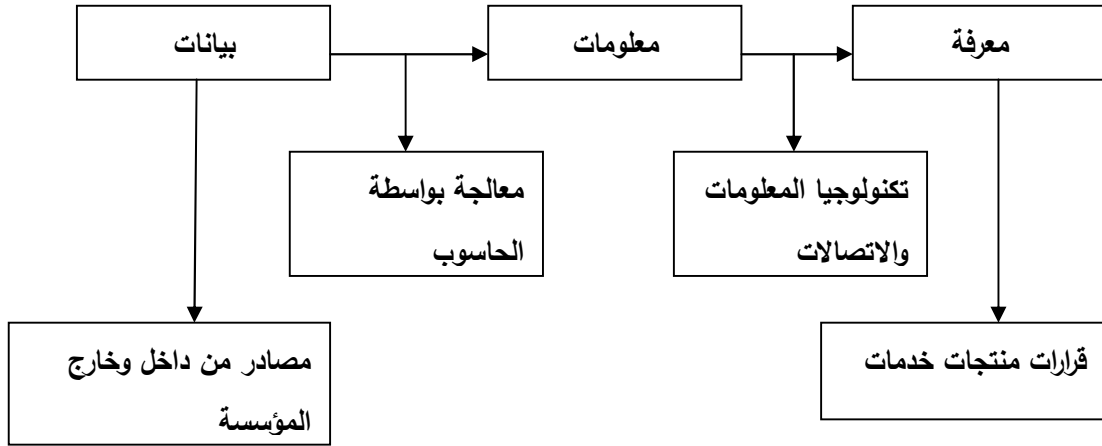 بيانات
معلومات
معرفة
معالجة بواسطة
الحاسوب
تكنولوجيا المعلومات
والاتصالات
مصادر من داخل وخارج
المؤسسة
قرارات منتجات خدمات